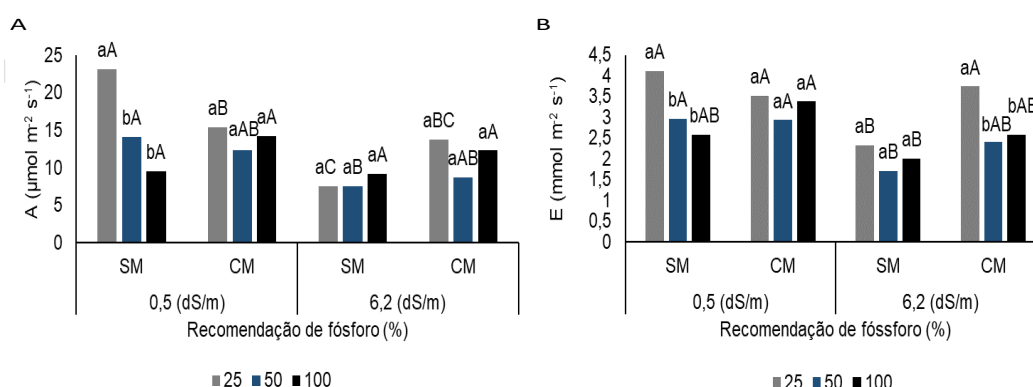 A
B
A (µmol m⁻² s⁻¹)
25
20
15
10
5
0
aA
bA
bA
aB
aAB
aA
aC
aB
aA
aBC
aAB
aA
SM CM SM CM
0,5 (dS/m) 6,2 (dS/m)
Recomendação de fósforo (%)
25 50 100
E (mmol m⁻² s⁻¹)
4,5
4
3,5
3
2,5
2
1,5
1
0,5
0
aA
bA
bAB
aA
aA
aA
aB
aB
aB
aA
bAB
bAB
SM CM SM CM
0,5 (dS/m) 6,2 (dS/m)
Recomendação de fóssforo (%)
25 50 100